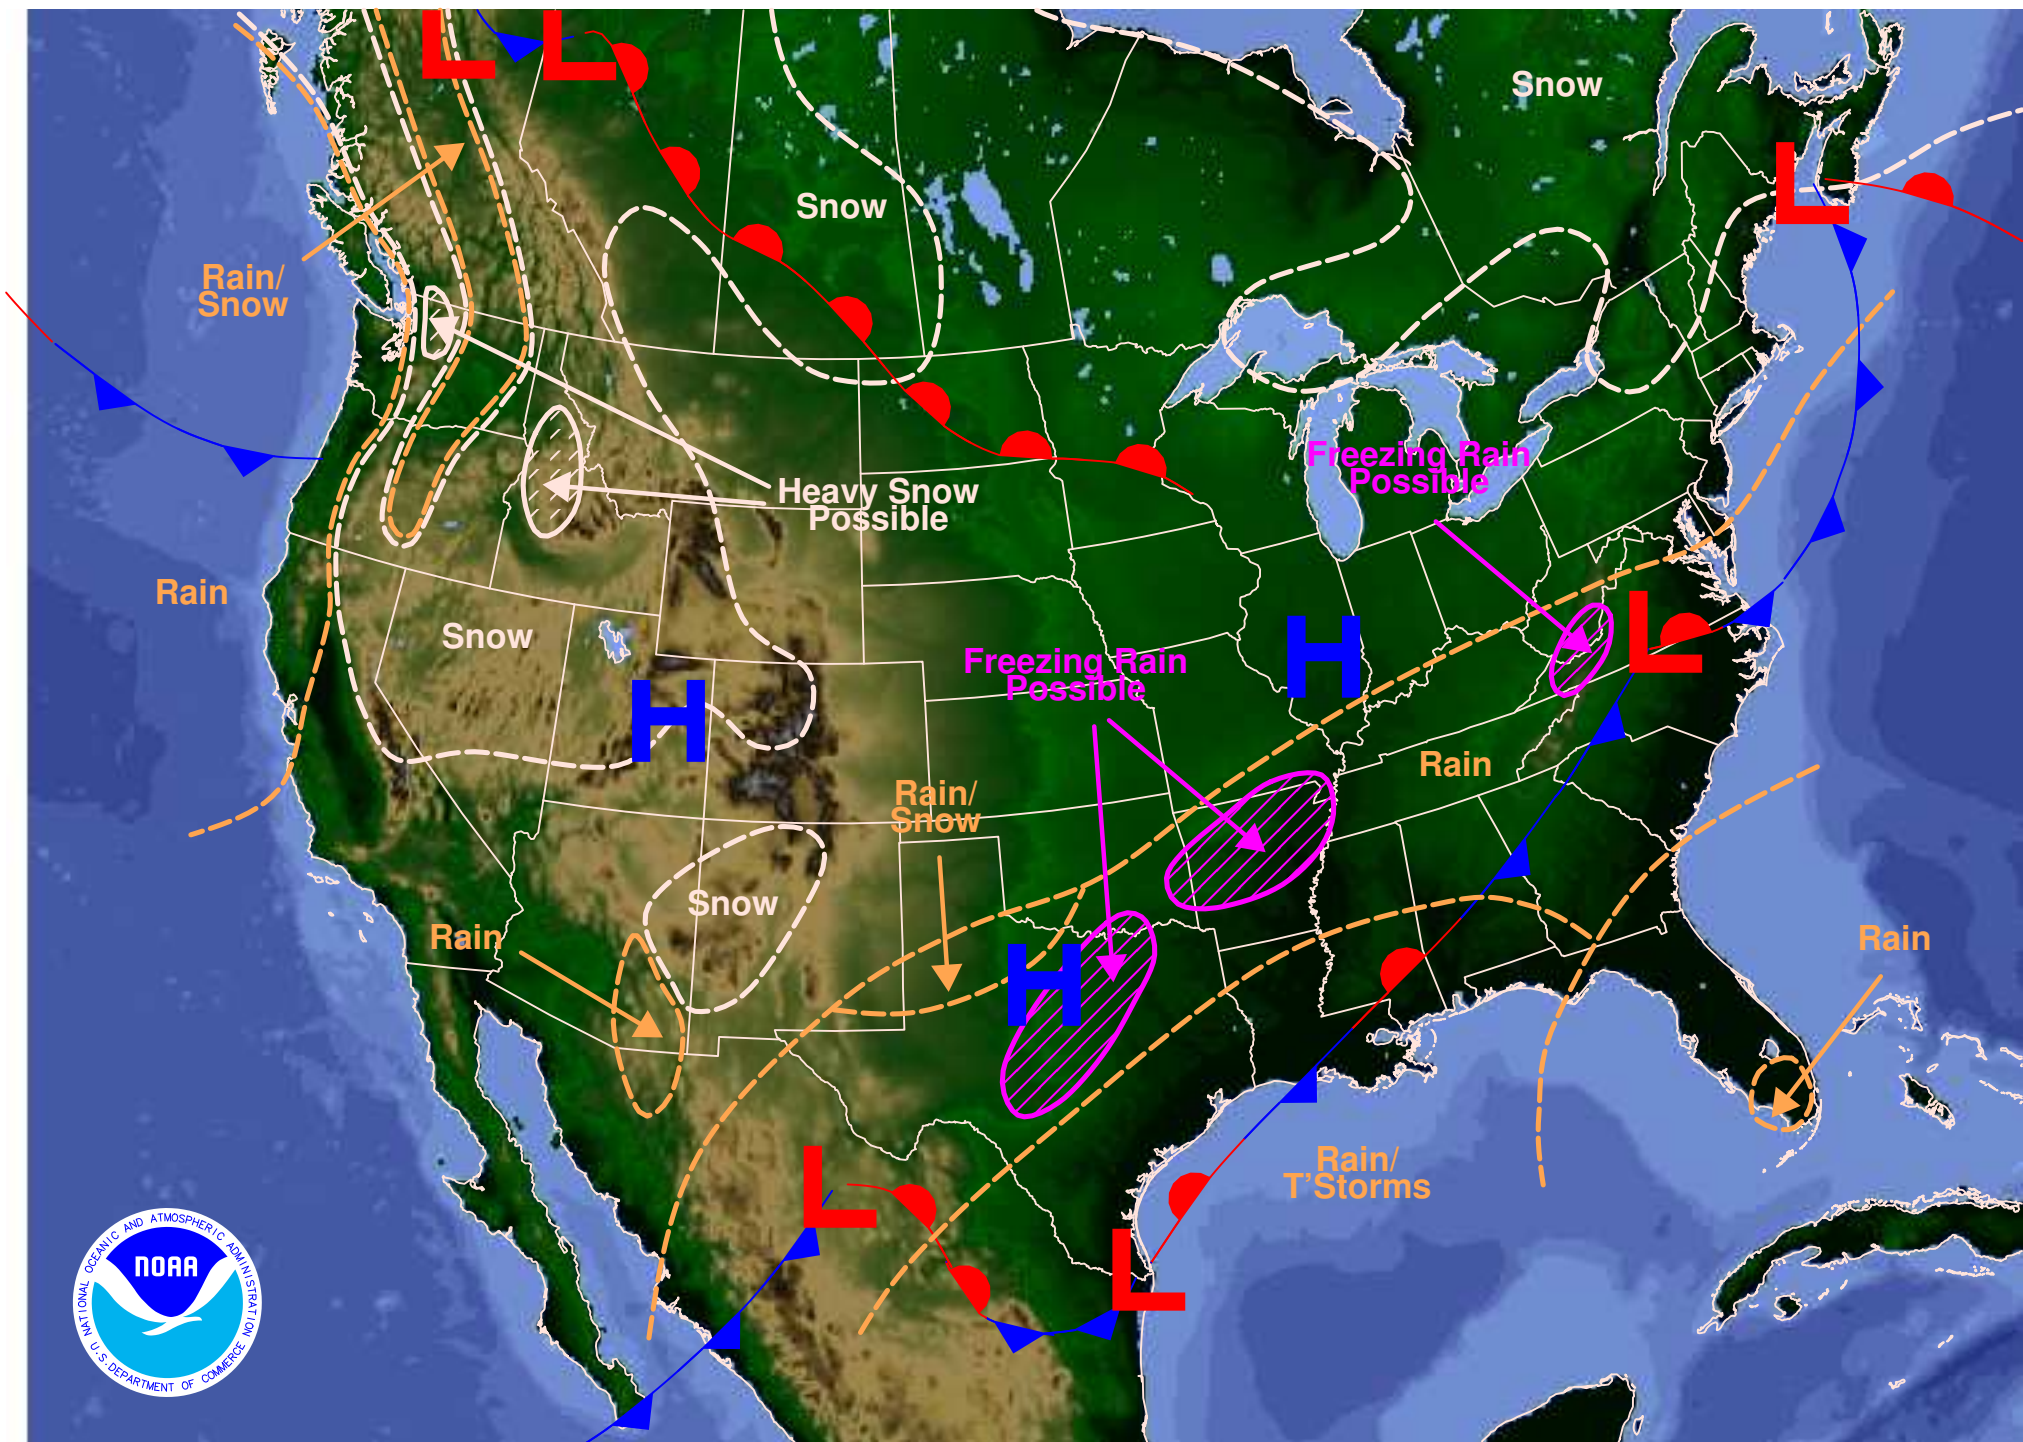 L
L
Snow
Snow
L
Rain/
Snow
Freezing Rain
Possible
Heavy Snow
Possible
Rain
Snow
H
L
Freezing Rain
Possible
H
Rain
Rain/
Snow
Snow
Rain
Rain
H
L
Rain/
T'Storms
L
NATIONAL OCEANIC AND ATMOSPHERIC ADMINISTRATION
NOAA
U.S. DEPARTMENT OF COMMERCE